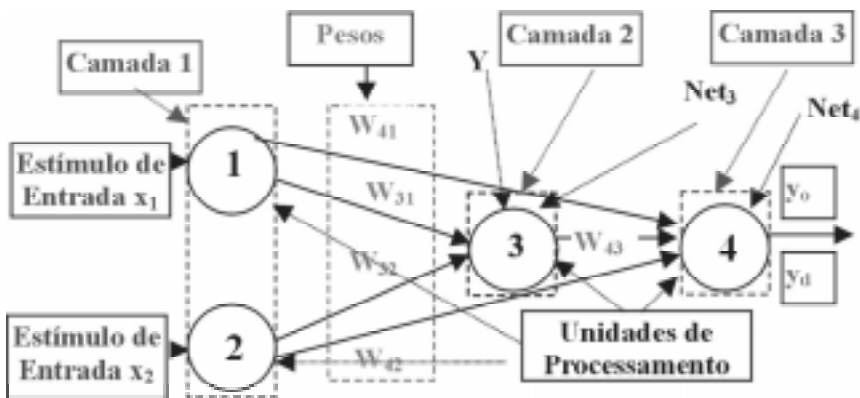 Pesos
Camada 2
Camada 3
Camada 1
Y
Net₃
Net₄
W₄₁
Estímulo de
Entrada x₁
1
W₃₁
yₒ
3
W₄₃
4
W₃₂
y_d
Estímulo de
Entrada x₂
2
W₄₂
Unidades de
Processamento